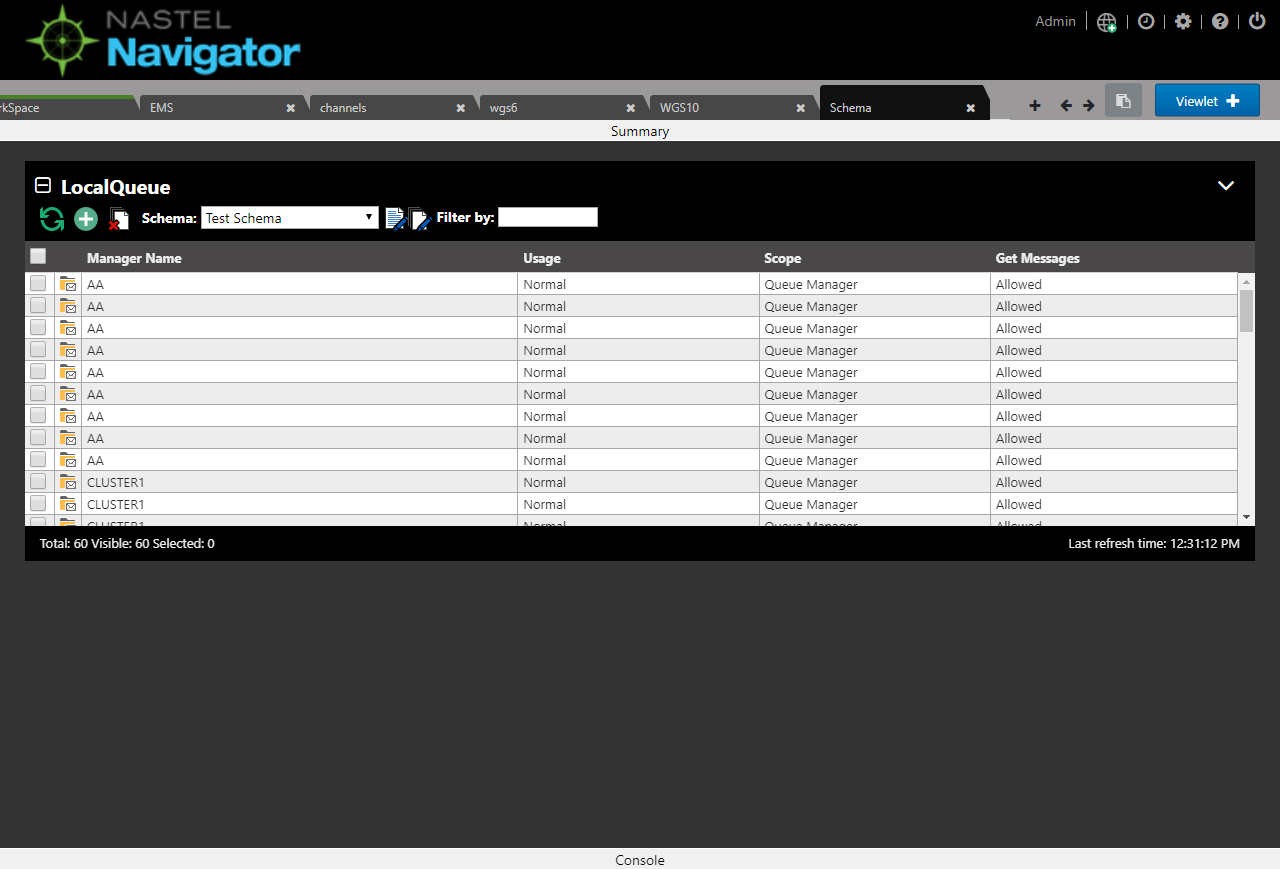 NASTEL
Navigator
Admin
rkSpace EMS channels wgs6 WGS10 Schema Viewlet
Summary
LocalQueue
Schema: Test Schema Filter by:
Manager Name Usage Scope Get Messages
AA Normal Queue Manager Allowed
AA Normal Queue Manager Allowed
AA Normal Queue Manager Allowed
AA Normal Queue Manager Allowed
AA Normal Queue Manager Allowed
AA Normal Queue Manager Allowed
AA Normal Queue Manager Allowed
AA Normal Queue Manager Allowed
AA Normal Queue Manager Allowed
CLUSTER1 Normal Queue Manager Allowed
CLUSTER1 Normal Queue Manager Allowed
CLUSTER1 Normal Queue Manager Allowed
Total: 60 Visible: 60 Selected: 0 Last refresh time: 12:31:12 PM
Console